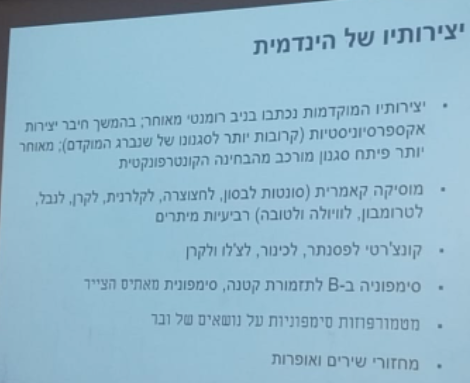 יצירותיו של הינדמית
• יצירותיו המוקדמות נכתבו בניב רומנטי מאוחר; בהמשך חיבר יצירות
אקספרסיוניסטיות (קרובות יותר לסגנונו של שנברג המוקדם); מאוחר
יותר פיתח סגנון מורכב מהבחינה הקונטרפונקטית
• מוסיקה קאמרית (סונטות לבסון, לחצוצרה, לקלרנית, לקרן, לנבל,
לטרומבון, לוויולה ולטובה) רביעיות מיתרים
• קונצ'רטי לפסנתר, לכינור, לצ'לו ולקרן
• סימפוניה ב-B לתזמורת קטנה, סימפונית מאתיס הצייר
• מטמורפוזות סימפוניות על נושאים של ובר
• מחזורי שירים ואופרות